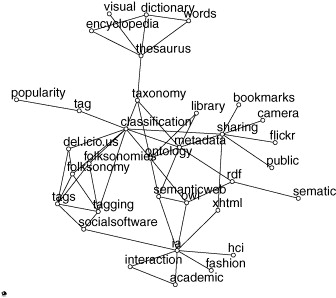 visual dictionary
encyclopedia words
thesaurus
popularity taxonomy
tag library bookmarks
classification sharing camera
del.icio.us metadata flickr
folksonomies ontology
folksonomy public
semanticweb rdf
tags tagging owl xhtml sematic
socialsoftware
ia hci
interaction fashion
academic